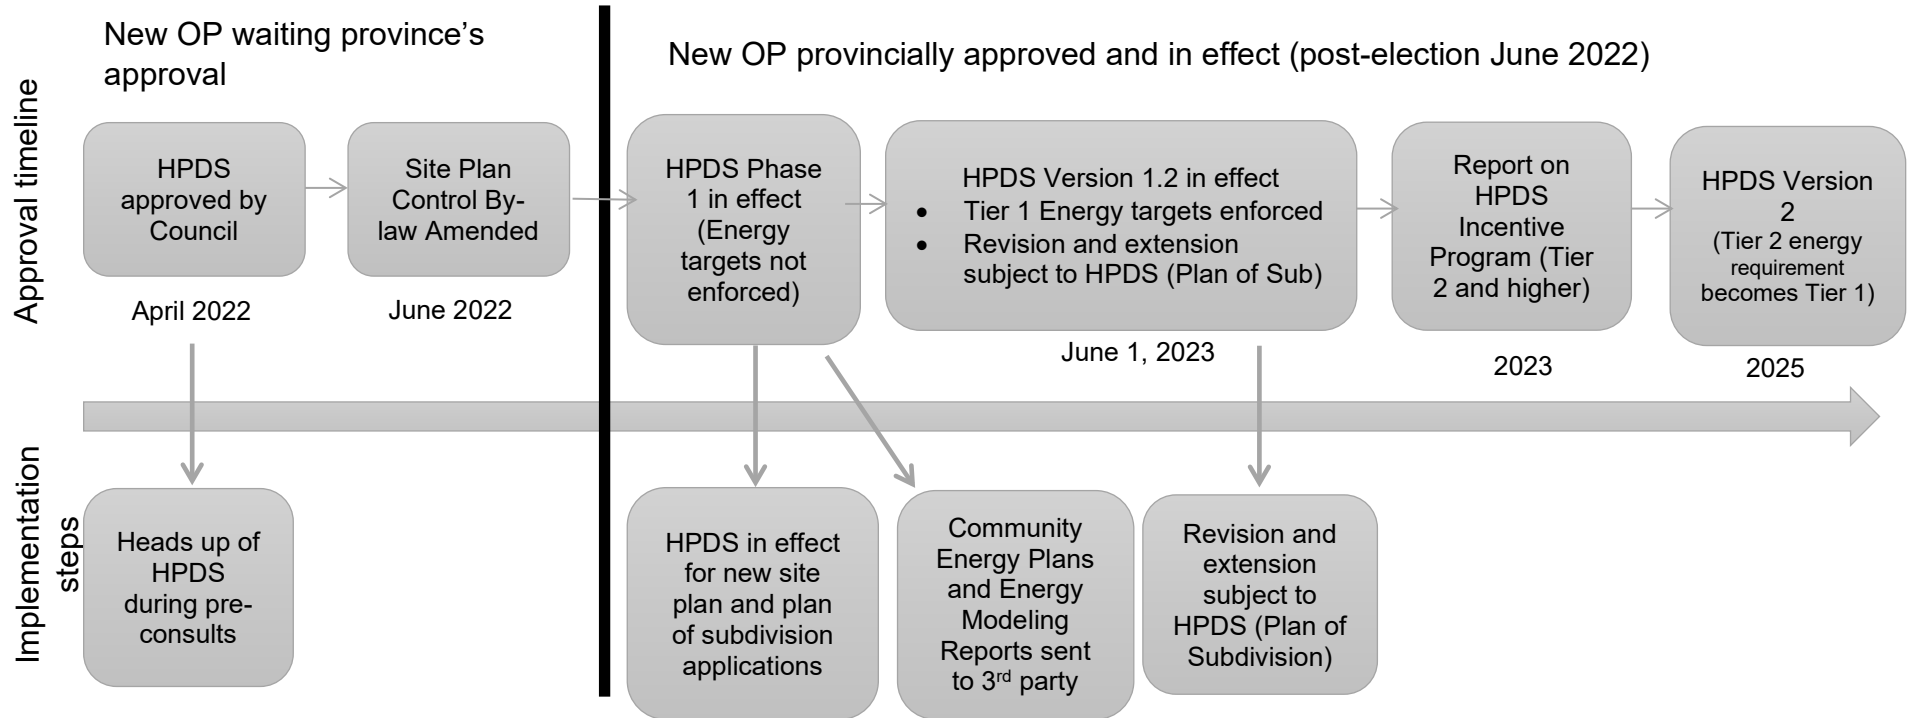 New OP waiting province's
approval
New OP provincially approved and in effect (post-election June 2022)
Approval timeline
HPDS
approved by
Council
April 2022
Site Plan
Control By-
law Amended
June 2022
HPDS Phase
1 in effect
(Energy
targets not
enforced)
HPDS Version 1.2 in effect
• Tier 1 Energy targets enforced
• Revision and extension
subject to HPDS (Plan of Sub)
June 1, 2023
Report on
HPDS
Incentive
Program (Tier
2 and higher)
2023
HPDS Version
2
(Tier 2 energy
requirement
becomes Tier 1)
2025
Implementation
steps
Heads up of
HPDS
during pre-
consults
HPDS in effect
for new site
plan and plan
of subdivision
applications
Community
Energy Plans
and Energy
Modeling
Reports sent
to 3rd party
Revision and
extension
subject to
HPDS (Plan of
Subdivision)